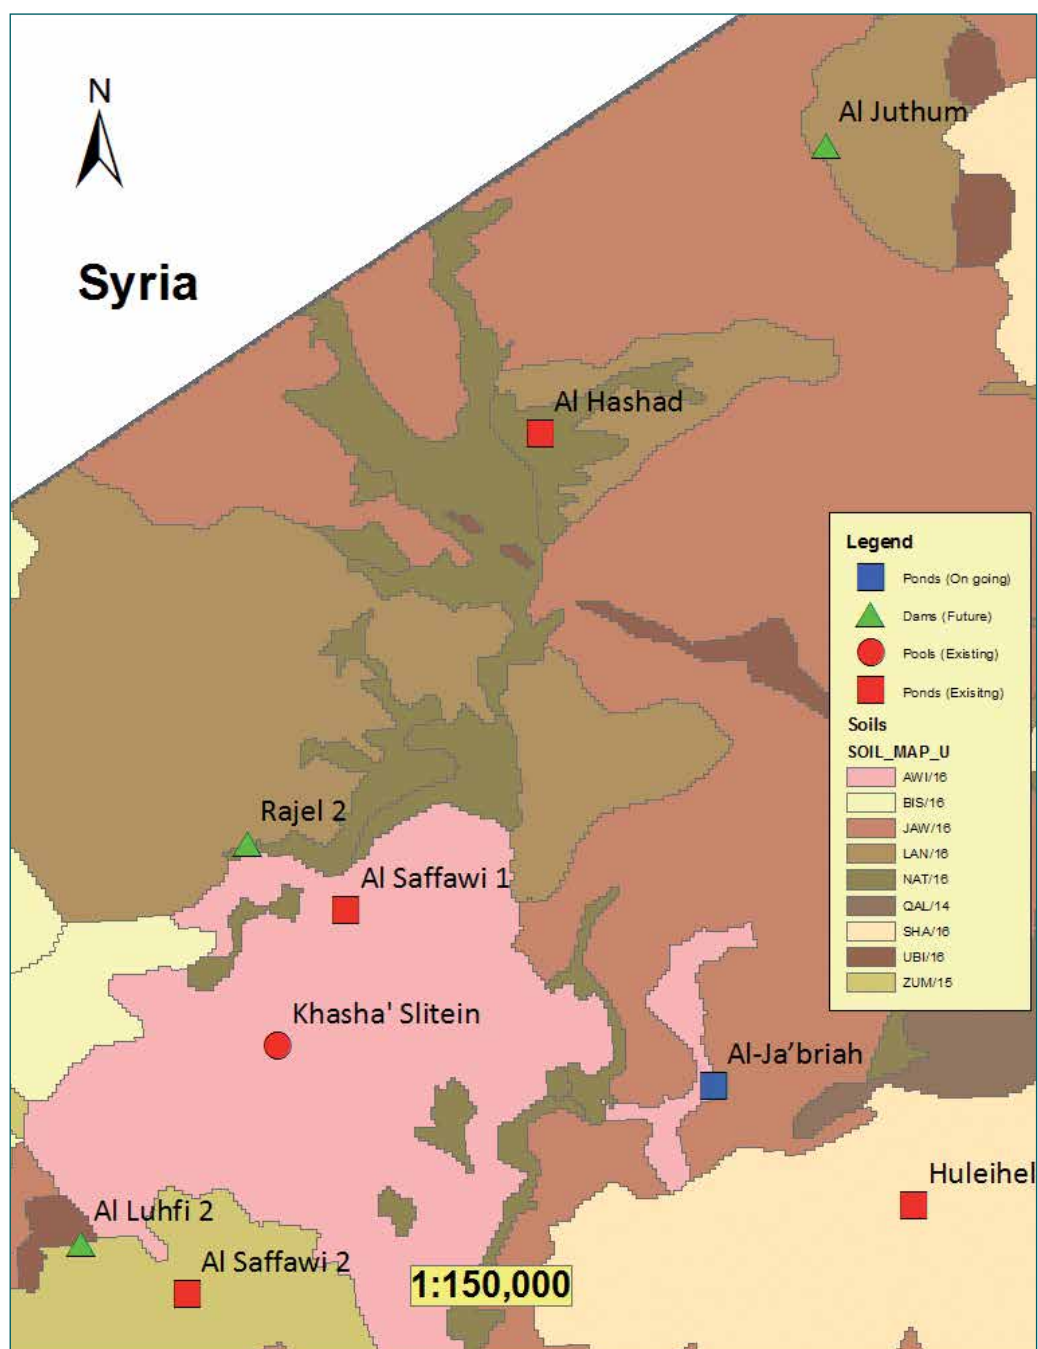 N
Al Juthum
Syria
Al Hashad
Legend
Ponds (On going)
Dams (Future)
Pools (Existing)
Ponds (Exisitng)
Soils
SOIL_MAP_U
AWI/16
BIS/16
JAW/16
LAN/16
NAT/16
QAL/14
SHA/16
UBI/16
ZUM/15
Rajel 2
Al Saffawi 1
Khasha' Slitein
Al-Ja’briah
Huleihel
Al Luhfi 2
Al Saffawi 2
1:150,000